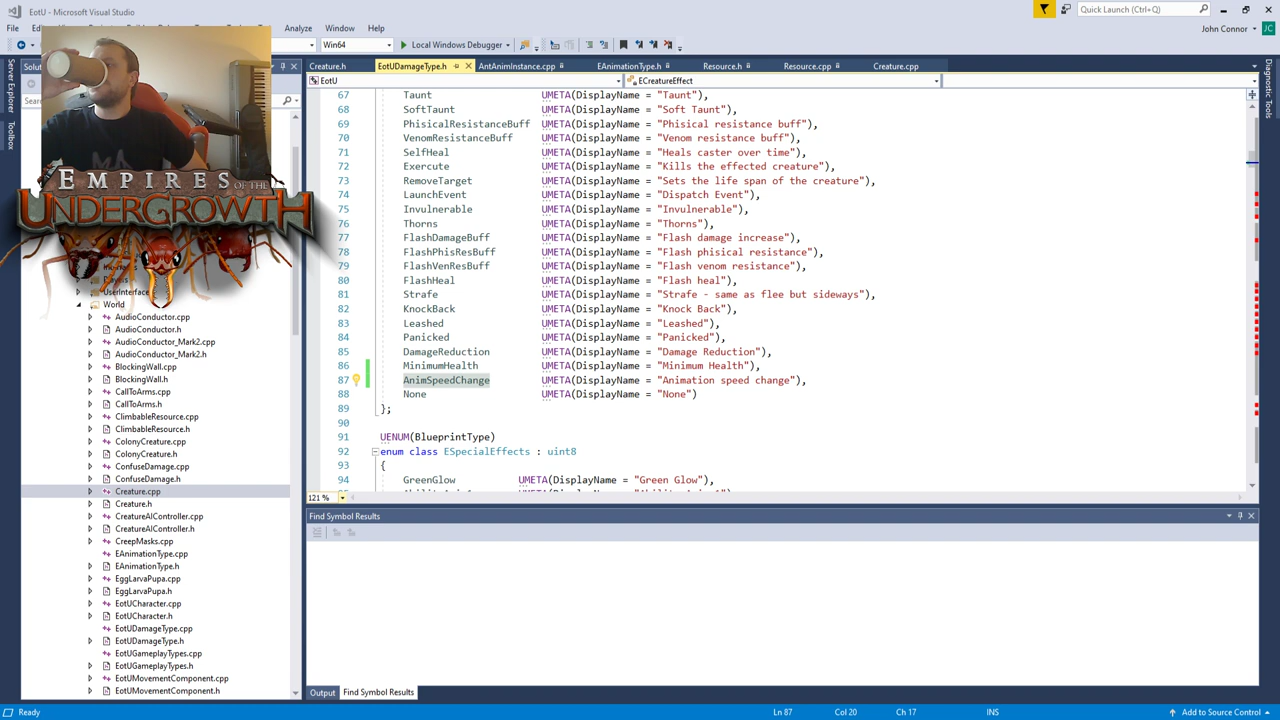 EotU - Microsoft Visual Studio
Quick Launch (Ctrl+Q)
File
Analyze
Window
Help
John Connor
JC
Win64
Local Windows Debugger
Server Explorer
Toolbox
Diagnostic Tools
EMPIRES OF THE
UNDERGROWTH
Levels
UserInterface
World
AudioConductor.cpp
AudioConductor.h
AudioConductor_Mark2.cpp
AudioConductor_Mark2.h
BlockingWall.cpp
BlockingWall.h
CallToArms.cpp
CallToArms.h
ClimbableResource.cpp
ClimbableResource.h
ColonyCreature.cpp
ColonyCreature.h
ConfuseDamage.cpp
ConfuseDamage.h
Creature.cpp
Creature.h
CreatureAIController.cpp
CreatureAIController.h
CreepMasks.cpp
EAnimationType.cpp
EAnimationType.h
EggLarvaPupa.cpp
EggLarvaPupa.h
EotUCharacter.cpp
EotUCharacter.h
EotUDamageType.cpp
EotUDamageType.h
EotUGameplayTypes.cpp
EotUGameplayTypes.h
EotUMovementComponent.cpp
EotUMovementComponent.h
Creature.h
EotUDamageType.h
AntAnimInstance.cpp
EAnimationType.h
Resource.h
Resource.cpp
Creature.cpp
EotU
ECreatureEffect
67 Taunt UMETA(DisplayName = "Taunt"),
68 SoftTaunt UMETA(DisplayName = "Soft Taunt"),
69 PhisicalResistanceBuff UMETA(DisplayName = "Phisical resistance buff"),
70 VenomResistanceBuff UMETA(DisplayName = "Venom resistance buff"),
71 SelfHeal UMETA(DisplayName = "Heals caster over time"),
72 Exercute UMETA(DisplayName = "Kills the effected creature"),
73 RemoveTarget UMETA(DisplayName = "Sets the life span of the creature"),
74 LaunchEvent UMETA(DisplayName = "Dispatch Event"),
75 Invulnerable UMETA(DisplayName = "Invulnerable"),
76 Thorns UMETA(DisplayName = "Thorns"),
77 FlashDamageBuff UMETA(DisplayName = "Flash damage increase"),
78 FlashPhisResBuff UMETA(DisplayName = "Flash phisical resistance"),
79 FlashVenResBuff UMETA(DisplayName = "Flash venom resistance"),
80 FlashHeal UMETA(DisplayName = "Flash heal"),
81 Strafe UMETA(DisplayName = "Strafe - same as flee but sideways"),
82 KnockBack UMETA(DisplayName = "Knock Back"),
83 Leashed UMETA(DisplayName = "Leashed"),
84 Panicked UMETA(DisplayName = "Panicked"),
85 DamageReduction UMETA(DisplayName = "Damage Reduction"),
86 MinimumHealth UMETA(DisplayName = "Minimum Health"),
87 AnimSpeedChange UMETA(DisplayName = "Animation speed change"),
88 None UMETA(DisplayName = "None")
89 };
90
91 UENUM(BlueprintType)
92 enum class ESpecialEffects : uint8
93 {
94 GreenGlow UMETA(DisplayName = "Green Glow"),
121 %
Find Symbol Results
Output
Find Symbol Results
Ready
Ln 87
Col 20
Ch 17
INS
Add to Source Control